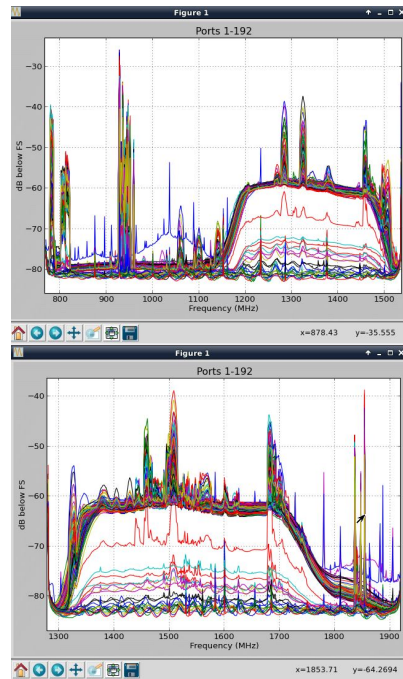 Figure 1
Ports 1-192
−30
−40
−50
−60
−70
−80
dB below FS
800 900 1000 1100 1200 1300 1400 1500
Frequency (MHz)
x=878.43 y=-35.555
Figure 1
Ports 1-192
−40
−50
−60
−70
−80
dB below FS
1300 1400 1500 1600 1700 1800 1900
Frequency (MHz)
x=1853.71 y=-64.2694